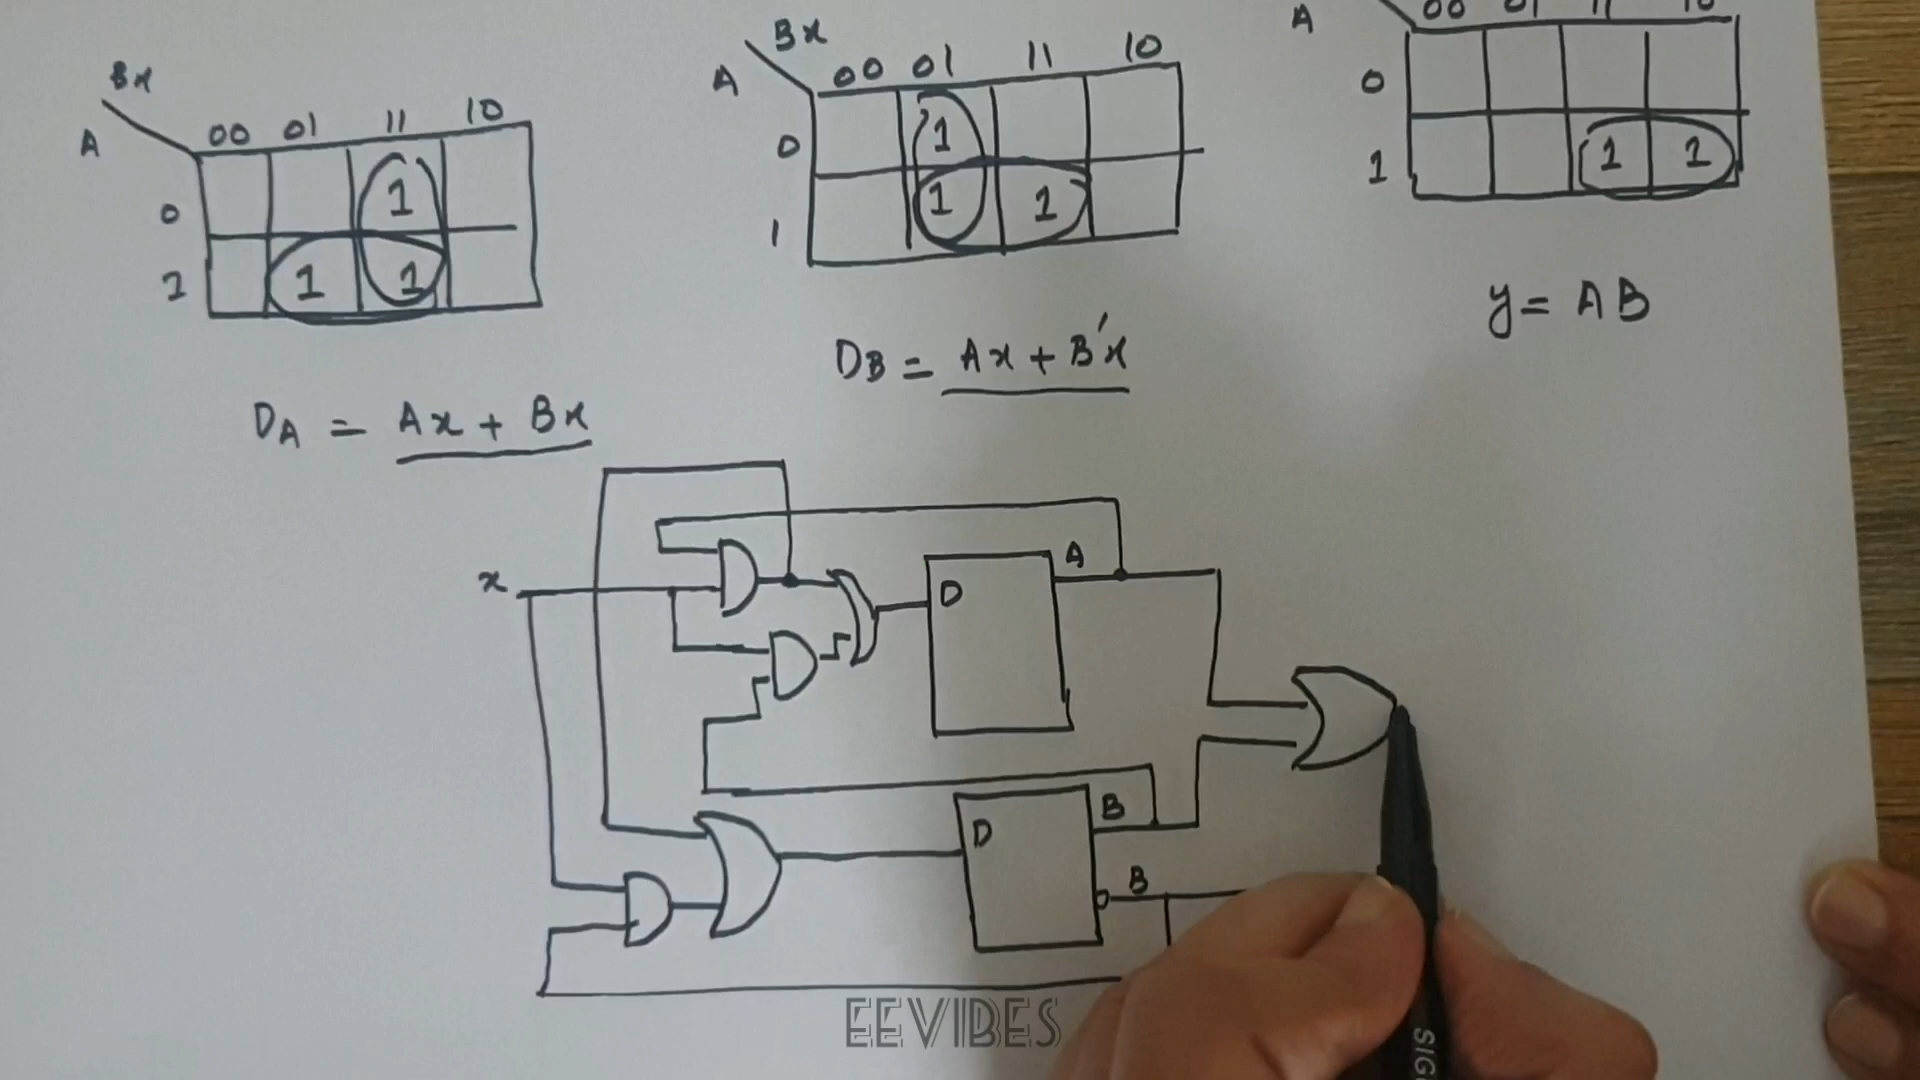 Bx
A
00 01 11 10
0 1
1 1 1
DA = Ax + Bx
Bx
A
00 01 11 10
0 1
1 1 1
DB = Ax + B'x
A
00 01 11 10
0
1 1 1
y = AB
x
D
A
D
B
B
EEVIBES